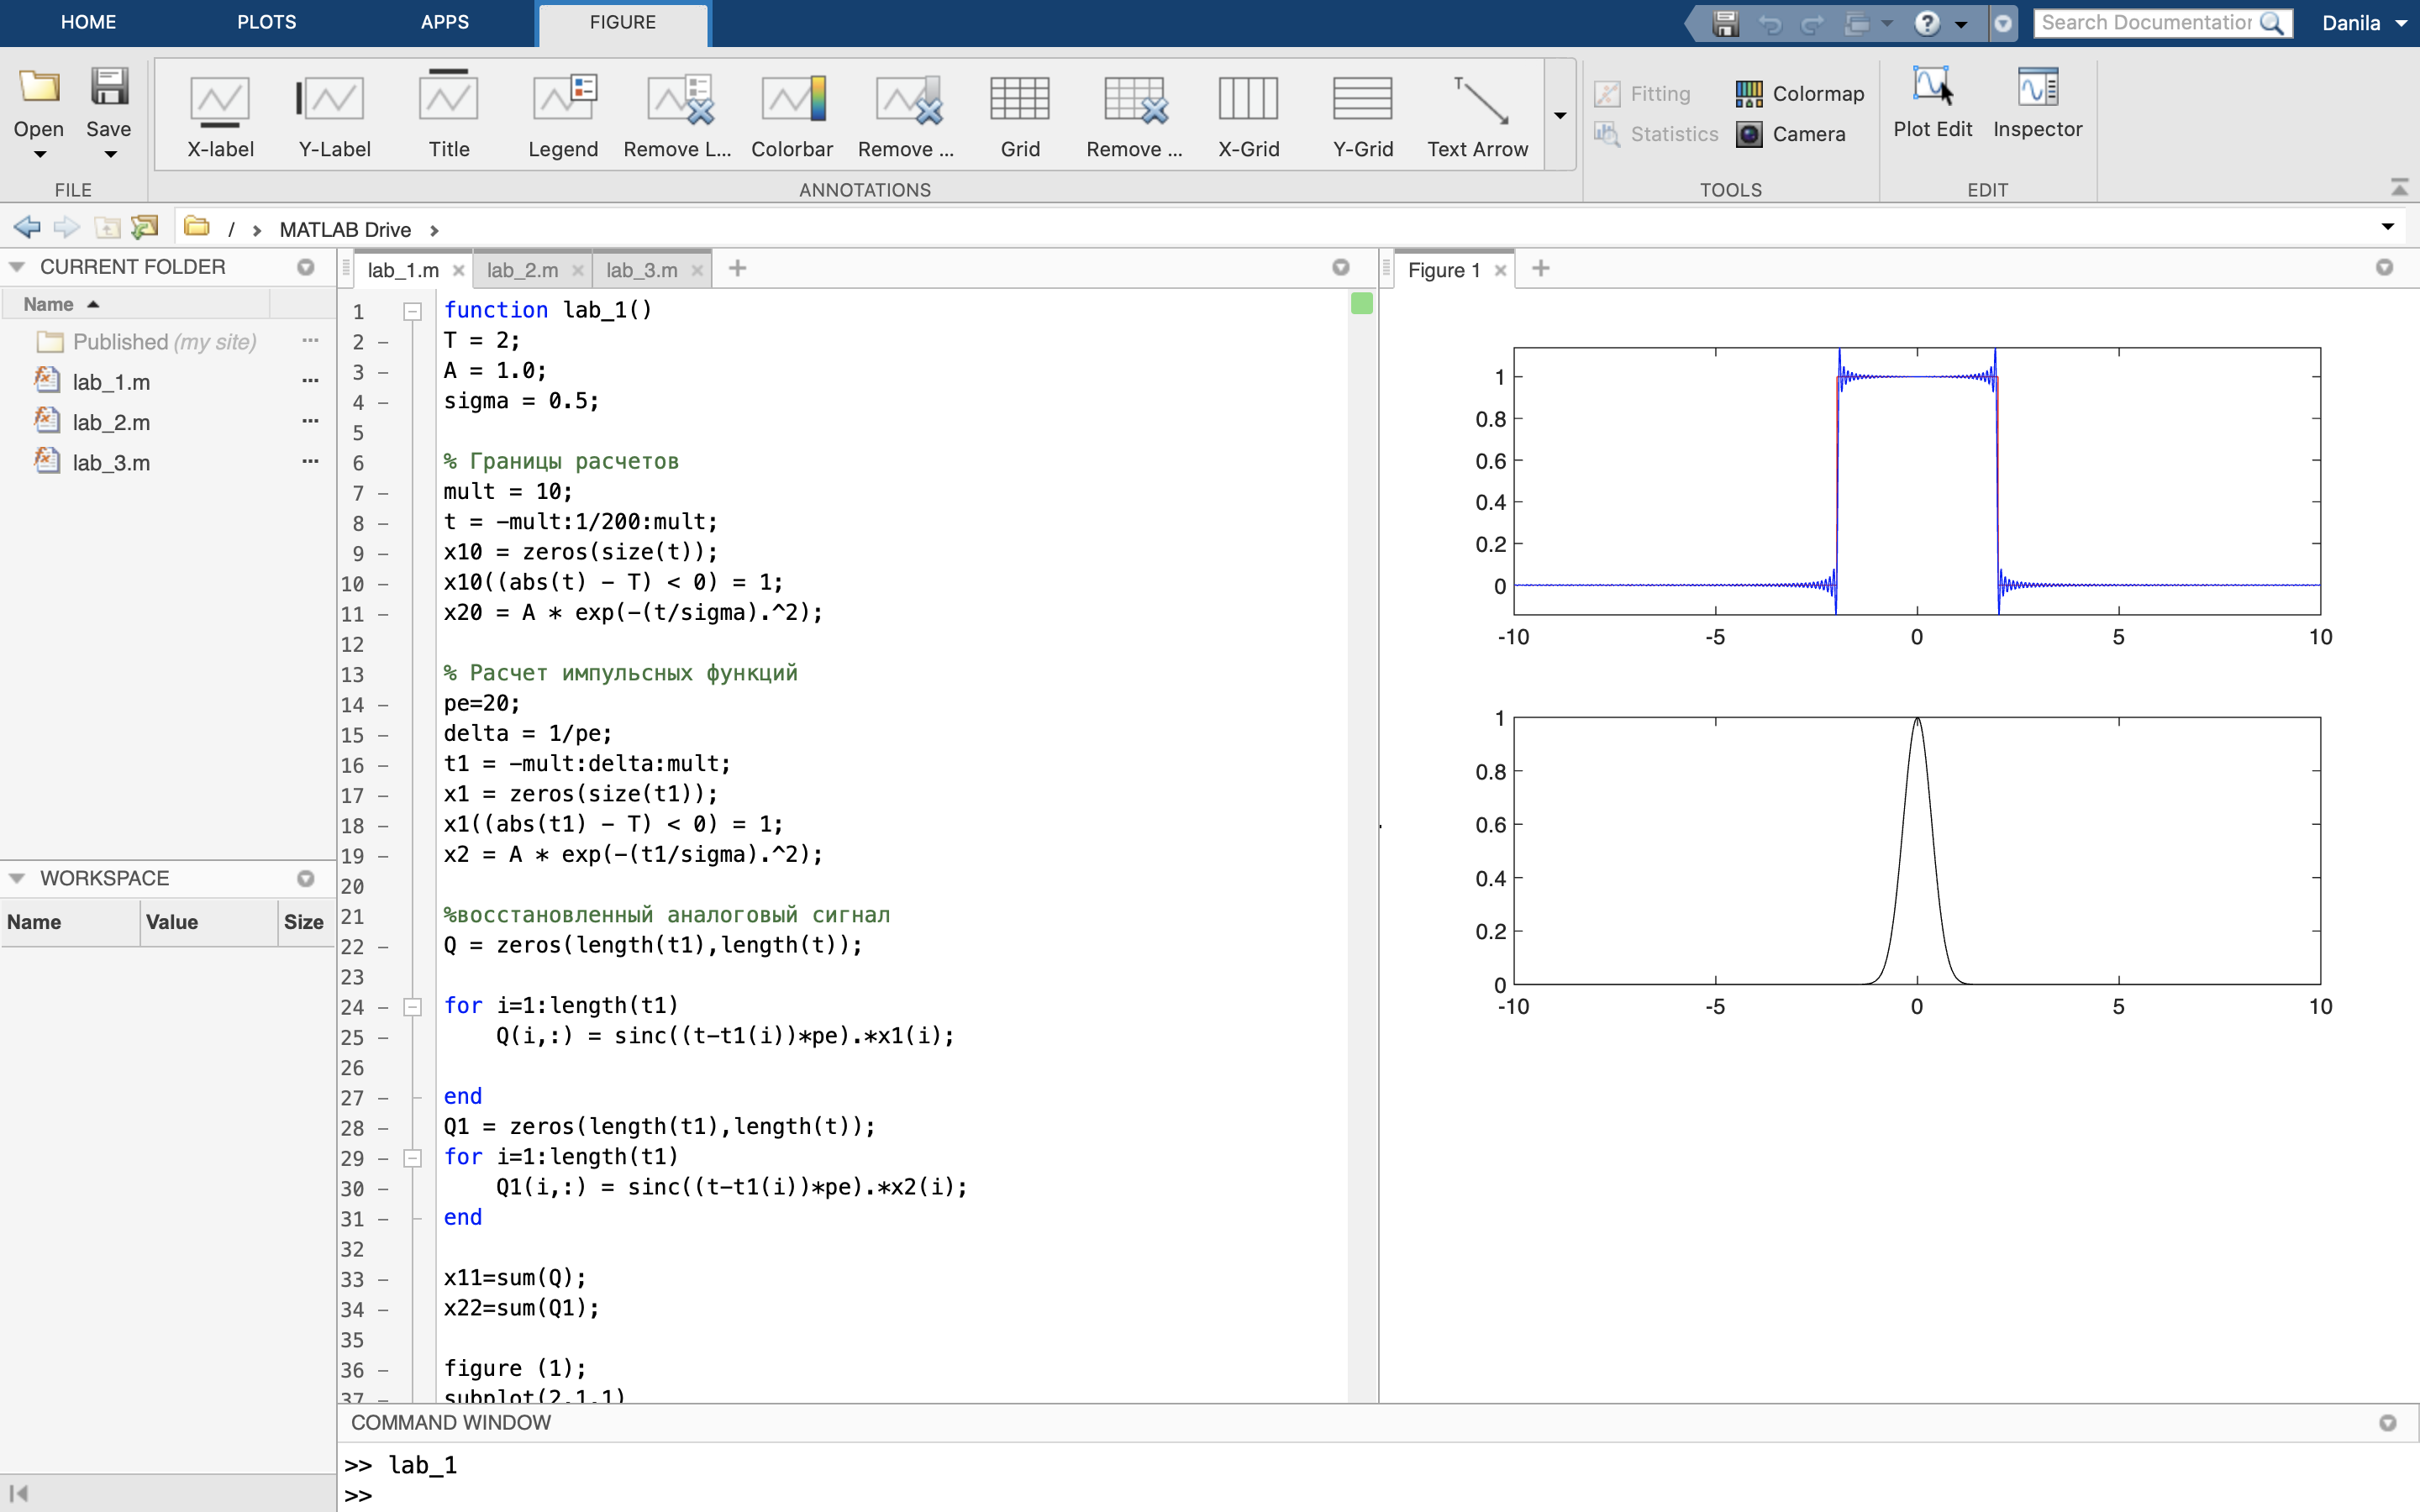 HOME PLOTS APPS FIGURE Search Documentation Danila
Open Save X-label Y-Label Title Legend Remove L... Colorbar Remove ... Grid Remove ... X-Grid Y-Grid Text Arrow Fitting Statistics Colormap Camera Plot Edit Inspector
FILE ANNOTATIONS TOOLS EDIT
/ › MATLAB Drive ›
CURRENT FOLDER
Name
Published (my site) ...
lab_1.m ...
lab_2.m ...
lab_3.m ...
WORKSPACE
Name Value Size
lab_1.m × lab_2.m × lab_3.m × +
1 function lab_1()
2 – T = 2;
3 – A = 1.0;
4 – sigma = 0.5;
5
6 % Границы расчетов
7 – mult = 10;
8 – t = -mult:1/200:mult;
9 – x10 = zeros(size(t));
10 – x10((abs(t) - T) < 0) = 1;
11 – x20 = A * exp(-(t/sigma).^2);
12
13 % Расчет импульсных функций
14 – pe=20;
15 – delta = 1/pe;
16 – t1 = -mult:delta:mult;
17 – x1 = zeros(size(t1));
18 – x1((abs(t1) - T) < 0) = 1;
19 – x2 = A * exp(-(t1/sigma).^2);
20
21 %восстановленный аналоговый сигнал
22 – Q = zeros(length(t1),length(t));
23
24 – for i=1:length(t1)
25 – Q(i,:) = sinc((t-t1(i))*pe).*x1(i);
26
27 – end
28 – Q1 = zeros(length(t1),length(t));
29 – for i=1:length(t1)
30 – Q1(i,:) = sinc((t-t1(i))*pe).*x2(i);
31 – end
32
33 – x11=sum(Q);
34 – x22=sum(Q1);
35
36 – figure (1);
37 – subplot(2,1,1)
Figure 1 × +
1
0.8
0.6
0.4
0.2
0
-10 -5 0 5 10
1
0.8
0.6
0.4
0.2
0
-10 -5 0 5 10
COMMAND WINDOW
>> lab_1
>>